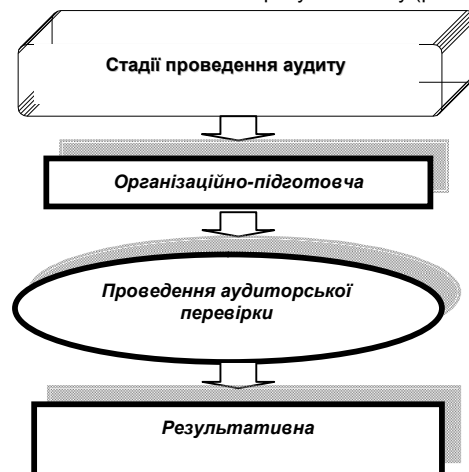 Стадії проведення аудиту
Організаційно-підготовча
Проведення аудиторської
перевірки
Результативна